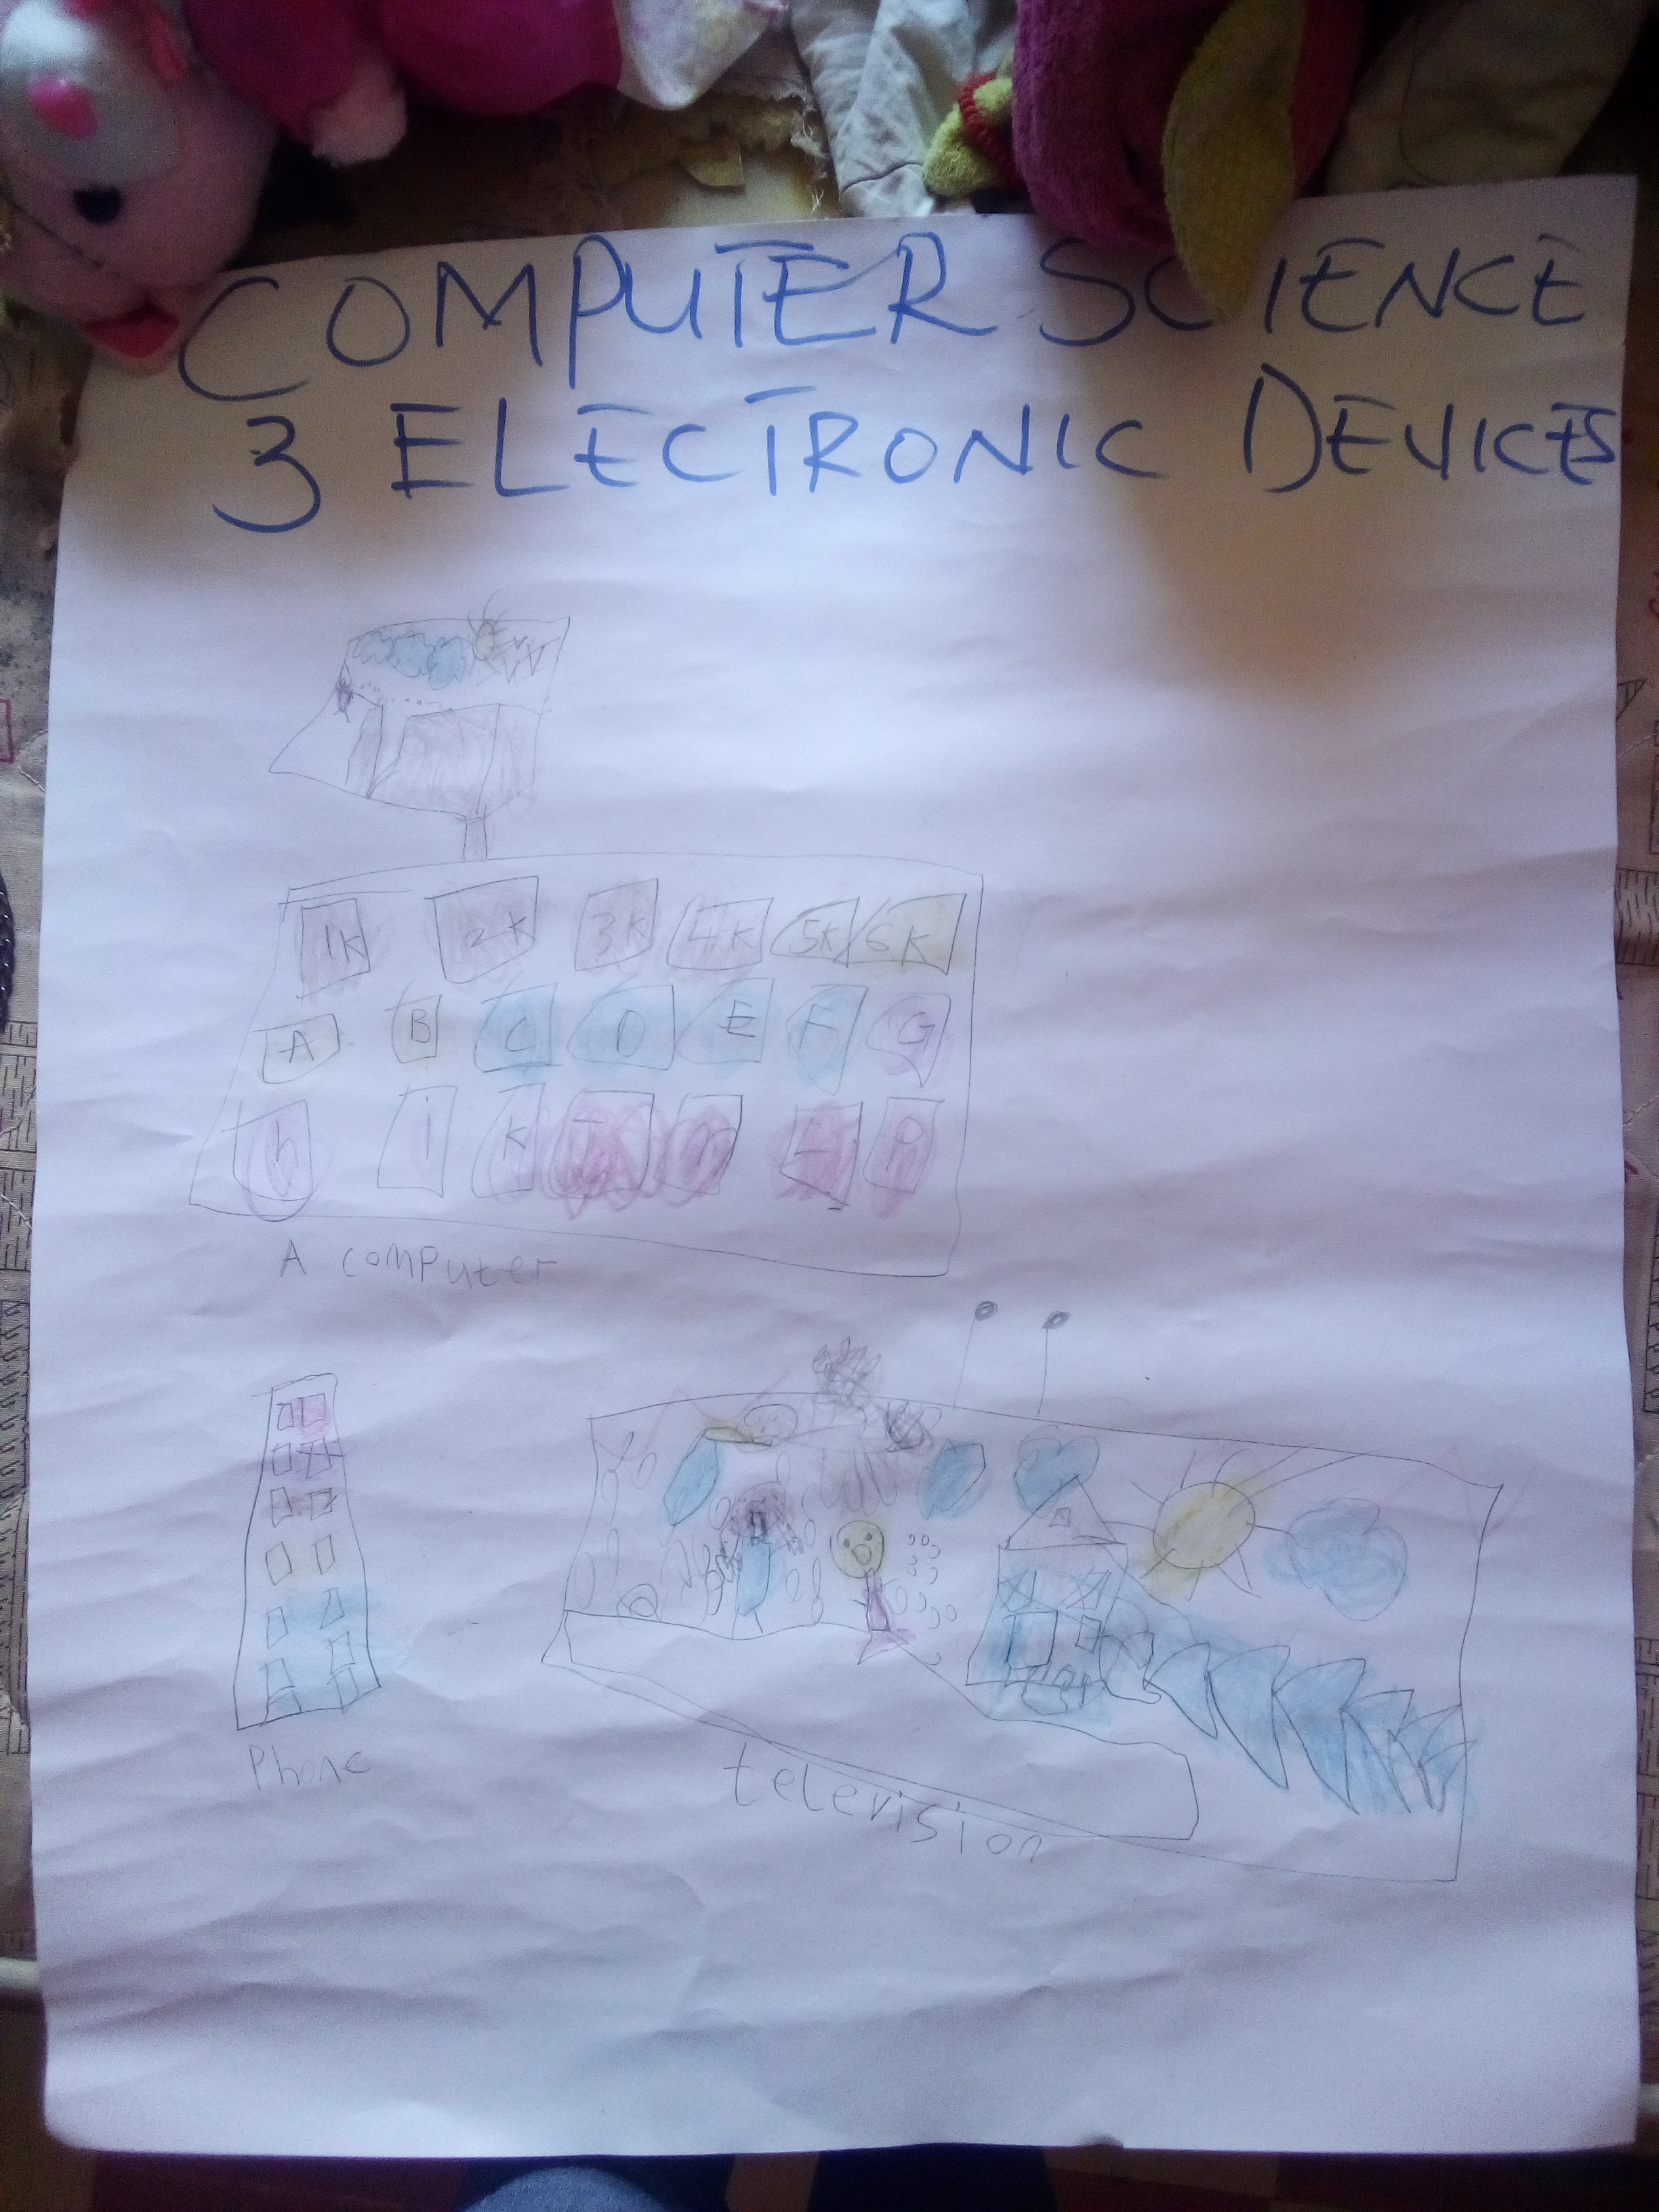 COMPUTER SCIENCE
3 ELECTRONIC DEVICES
1K 2K 3K 4K 5K 6K
A B C D E F G
h i K L P
A computer
Phone
television